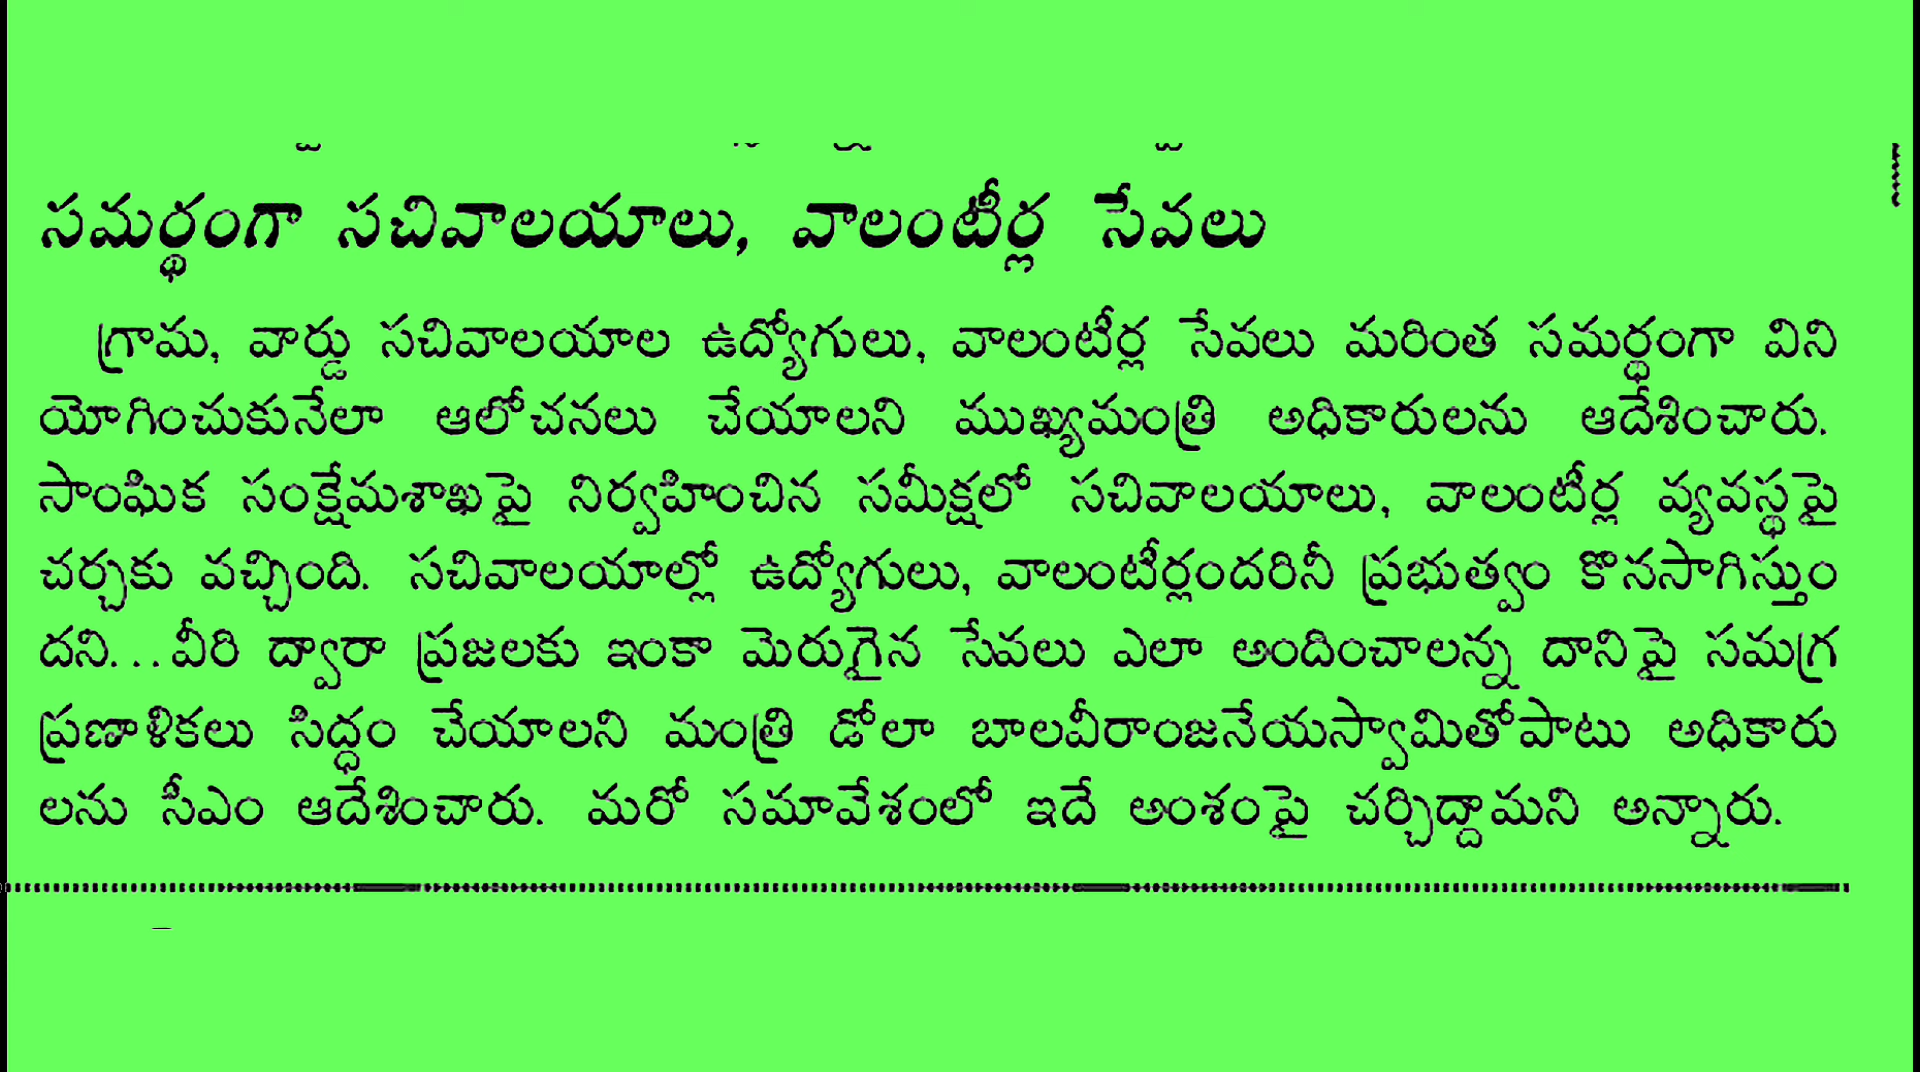 సమర్థంగా సచివాలయాలు, వాలంటీర్ల సేవలు
గ్రామ, వార్డు సచివాలయాల ఉద్యోగులు, వాలంటీర్ల సేవలు మరింత సమర్థంగా విని
యోగించుకునేలా ఆలోచనలు చేయాలని ముఖ్యమంత్రి అధికారులను ఆదేశించారు.
సాంఘిక సంక్షేమశాఖపై నిర్వహించిన సమీక్షలో సచివాలయాలు, వాలంటీర్ల వ్యవస్థపై
చర్చకు వచ్చింది. సచివాలయాల్లో ఉద్యోగులు, వాలంటీర్లందరినీ ప్రభుత్వం కొనసాగిస్తుం
దని...వీరి ద్వారా ప్రజలకు ఇంకా మెరుగైన సేవలు ఎలా అందించాలన్న దానిపై సమగ్ర
ప్రణాళికలు సిద్ధం చేయాలని మంత్రి డోలా బాలవీరాంజనేయస్వామితోపాటు అధికారు
లను సీఎం ఆదేశించారు. మరో సమావేశంలో ఇదే అంశంపై చర్చిద్దామని అన్నారు.